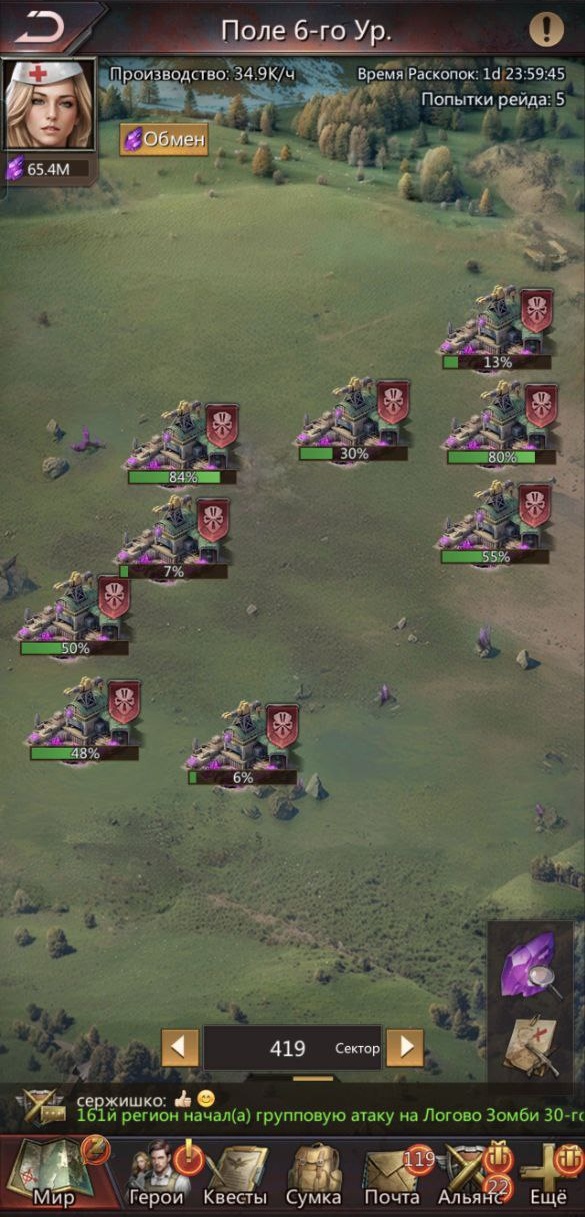 Поле 6-го Ур.
Производство: 34.9К/ч
Время Раскопок: 1d 23:59:45
Попытки рейда: 5
Обмен
65.4M
13%
30%
80%
84%
55%
7%
50%
48%
6%
419 Сектор
сержишко: 👍😊
161й регион начал(а) групповую атаку на Логово Зомби 30-го
Мир
Герои
Квесты
Сумка
119
Почта
22
Альянс
Ещё